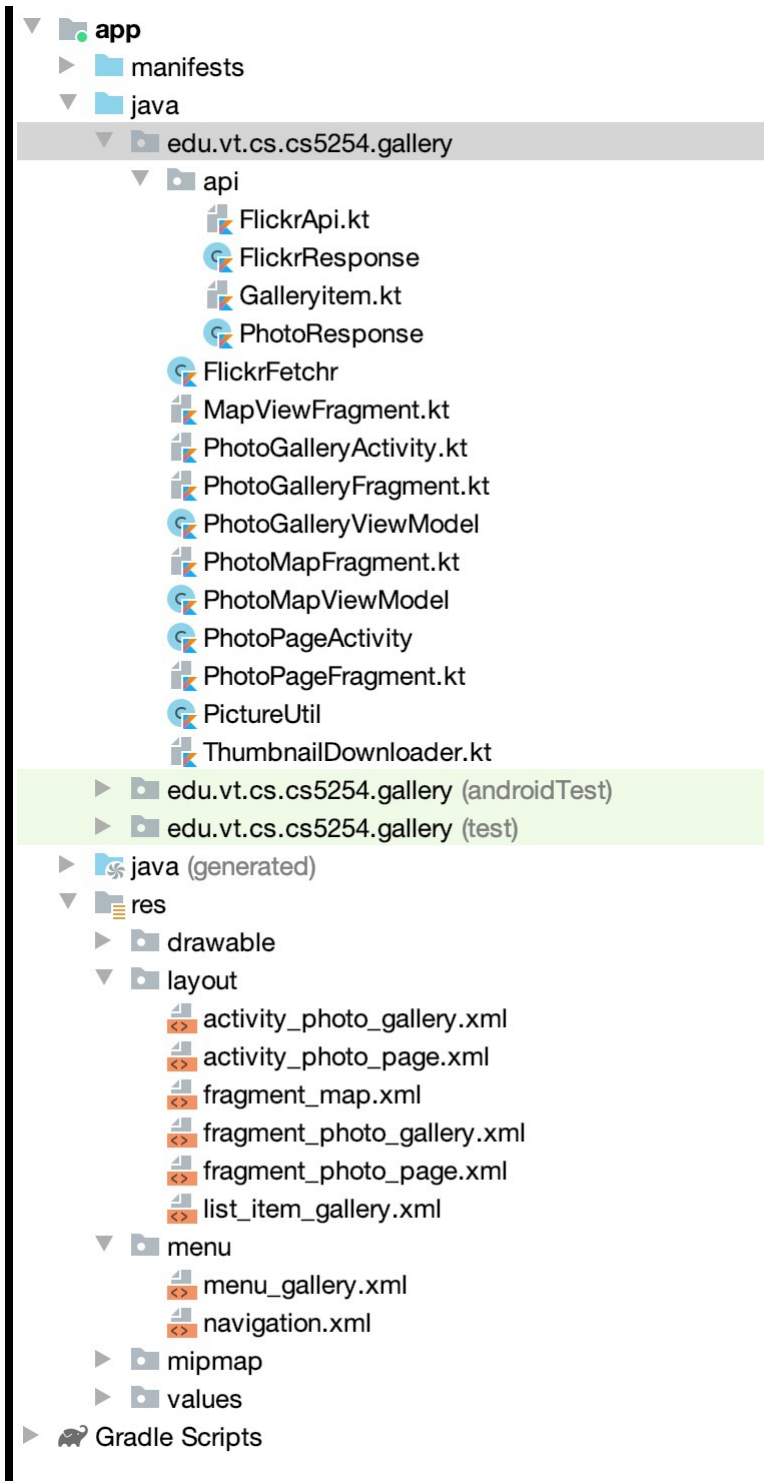 app
manifests
java
edu.vt.cs.cs5254.gallery
api
FlickrApi.kt
FlickrResponse
Galleryitem.kt
PhotoResponse
FlickrFetchr
MapViewFragment.kt
PhotoGalleryActivity.kt
PhotoGalleryFragment.kt
PhotoGalleryViewModel
PhotoMapFragment.kt
PhotoMapViewModel
PhotoPageActivity
PhotoPageFragment.kt
PictureUtil
ThumbnailDownloader.kt
edu.vt.cs.cs5254.gallery (androidTest)
edu.vt.cs.cs5254.gallery (test)
java (generated)
res
drawable
layout
activity_photo_gallery.xml
activity_photo_page.xml
fragment_map.xml
fragment_photo_gallery.xml
fragment_photo_page.xml
list_item_gallery.xml
menu
menu_gallery.xml
navigation.xml
mipmap
values
Gradle Scripts